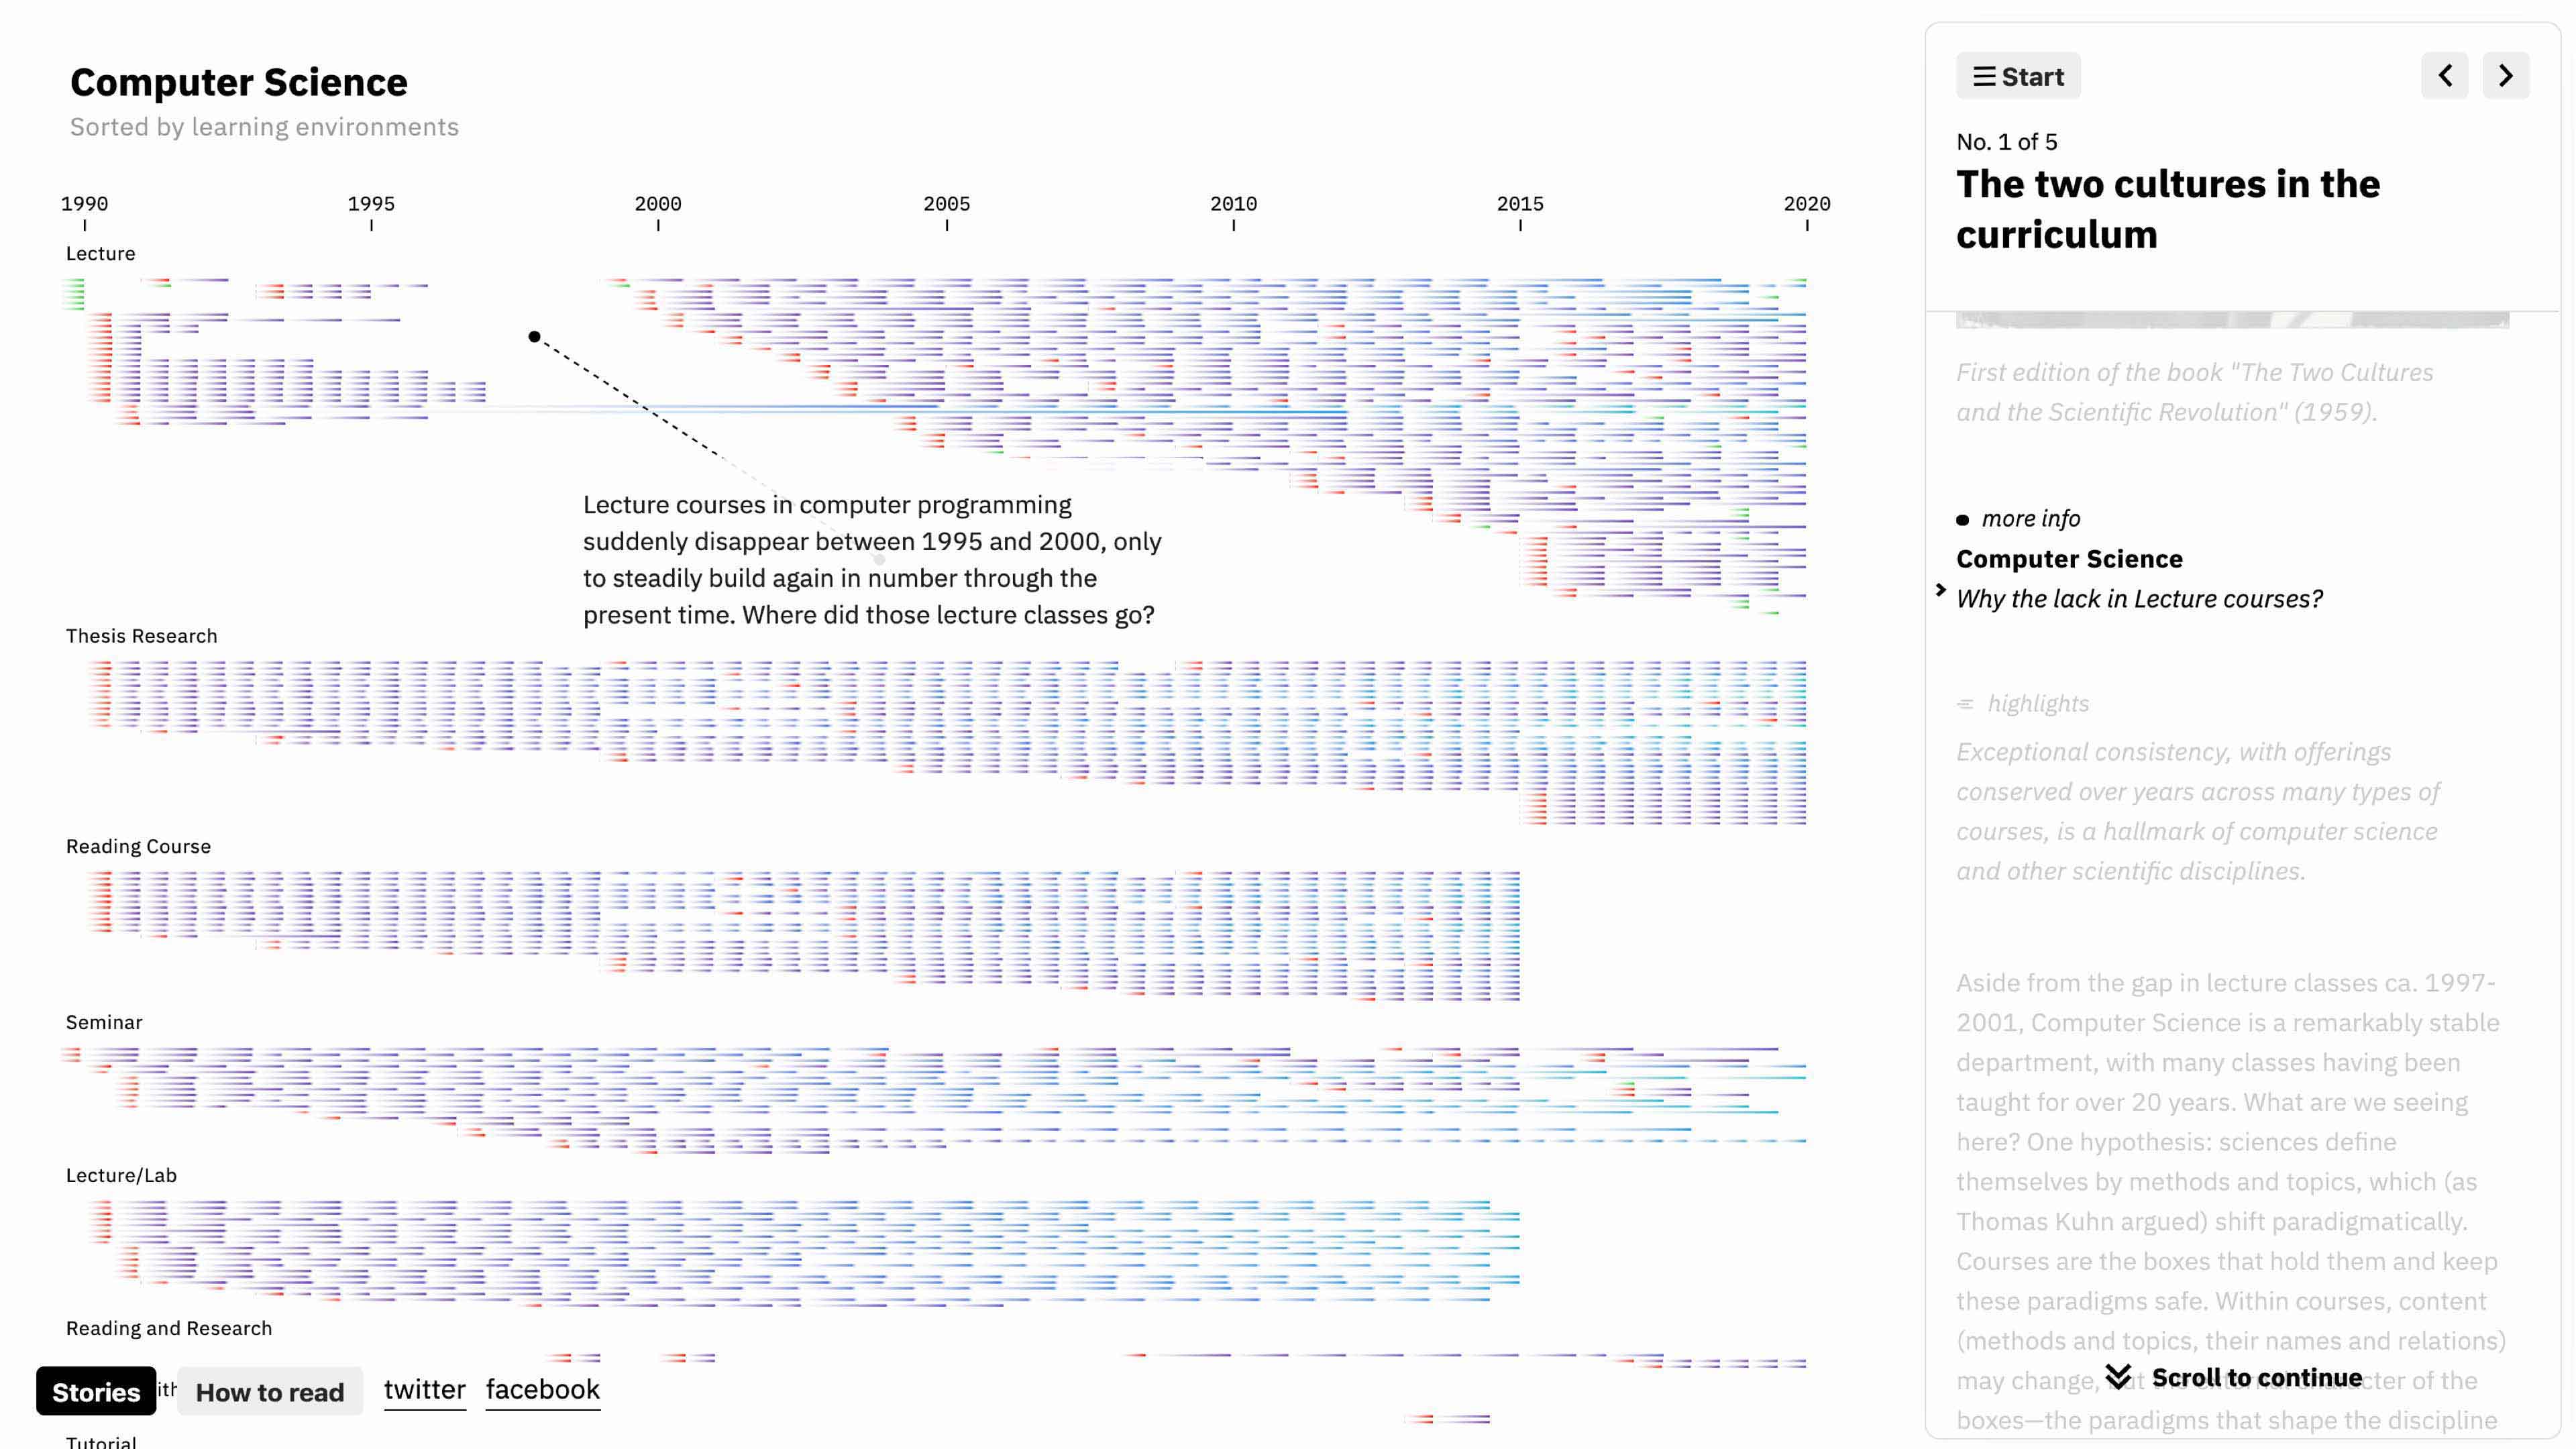 Computer Science
Sorted by learning environments
1990 1995 2000 2005 2010 2015 2020
Lecture
Lecture courses in computer programming
suddenly disappear between 1995 and 2000, only
to steadily build again in number through the
present time. Where did those lecture classes go?
Thesis Research
Reading Course
Seminar
Lecture/Lab
Reading and Research
Stories
How to read
twitter
facebook
Tutorial
Start
No. 1 of 5
The two cultures in the
curriculum
First edition of the book "The Two Cultures
and the Scientific Revolution" (1959).
more info
Computer Science
Why the lack in Lecture courses?
highlights
Exceptional consistency, with offerings
conserved over years across many types of
courses, is a hallmark of computer science
and other scientific disciplines.
Aside from the gap in lecture classes ca. 1997-
2001, Computer Science is a remarkably stable
department, with many classes having been
taught for over 20 years. What are we seeing
here? One hypothesis: sciences define
themselves by methods and topics, which (as
Thomas Kuhn argued) shift paradigmatically.
Courses are the boxes that hold them and keep
these paradigms safe. Within courses, content
(methods and topics, their names and relations)
may change, of the
Scroll to continue
boxes—the paradigms that shape the discipline